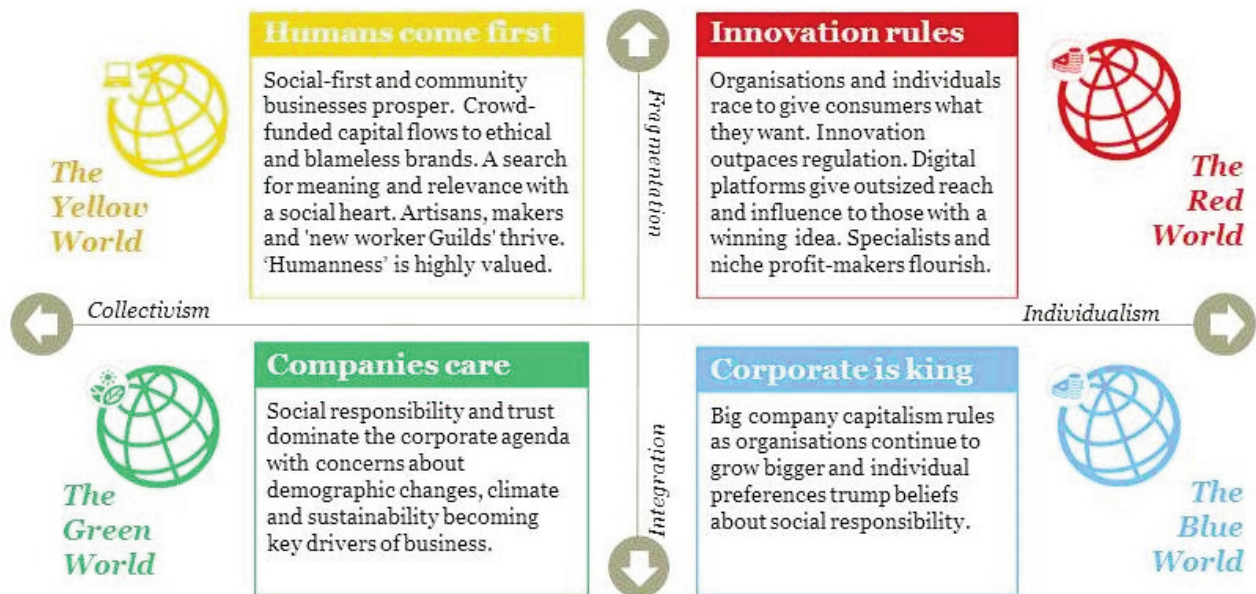 Humans come first
Social-first and community
businesses prosper. Crowd-
funded capital flows to ethical
and blameless brands. A search
for meaning and relevance with
a social heart. Artisans, makers
and 'new worker Guilds' thrive.
‘Humanness’ is highly valued.
The
Yellow
World
Fragmentation
Innovation rules
Organisations and individuals
race to give consumers what
they want. Innovation
outpaces regulation. Digital
platforms give outsized reach
and influence to those with a
winning idea. Specialists and
niche profit-makers flourish.
The
Red
World
Collectivism
Individualism
Companies care
Social responsibility and trust
dominate the corporate agenda
with concerns about
demographic changes, climate
and sustainability becoming
key drivers of business.
The
Green
World
Integration
Corporate is king
Big company capitalism rules
as organisations continue to
grow bigger and individual
preferences trump beliefs
about social responsibility.
The
Blue
World